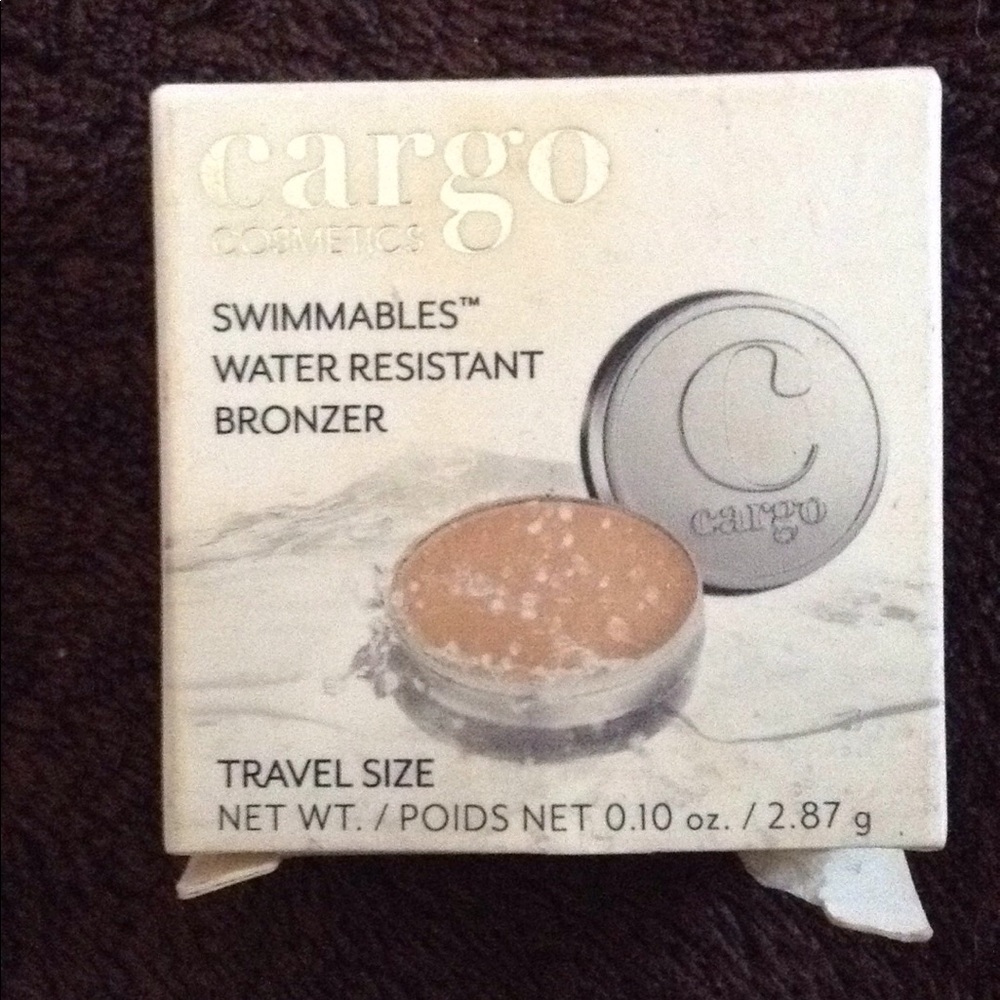 cargo
COSMETICS
SWIMMABLES™
WATER RESISTANT
BRONZER
C
cargo
TRAVEL SIZE
NET WT. / POIDS NET 0.10 oz. / 2.87 g